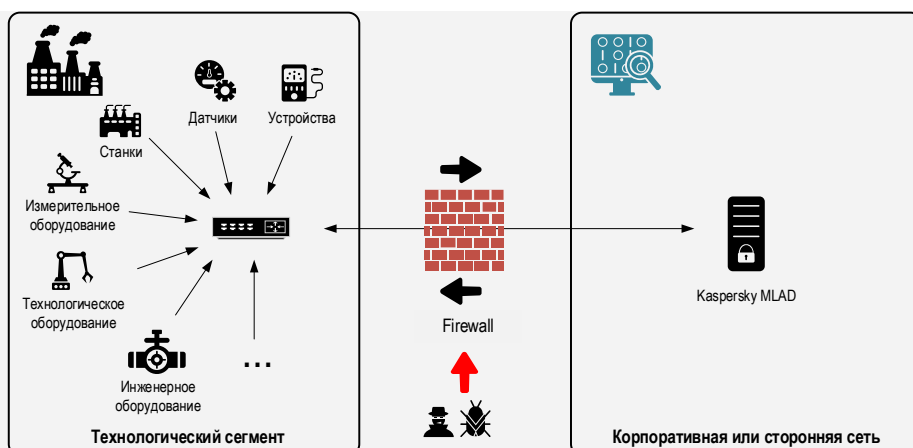 Датчики
Устройства
Станки
Измерительное
оборудование
Технологическое
оборудование
Инженерное
оборудование
...
Технологический сегмент
Firewall
Kaspersky MLAD
Корпоративная или сторонняя сеть